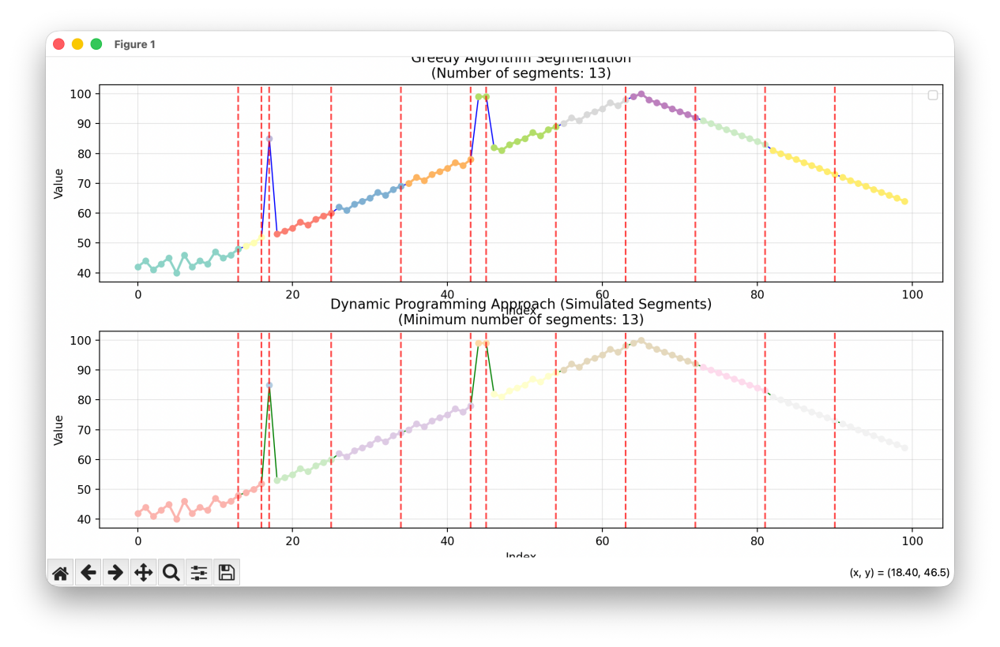 Figure 1
Greedy Algorithm Segmentation
(Number of segments: 13)
100
90
80
70
60
50
40
Value
0 20 40 60 80 100
Index
Dynamic Programming Approach (Simulated Segments)
(Minimum number of segments: 13)
100
90
80
70
60
50
40
Value
0 20 40 60 80 100
Index
(x, y) = (18.40, 46.5)